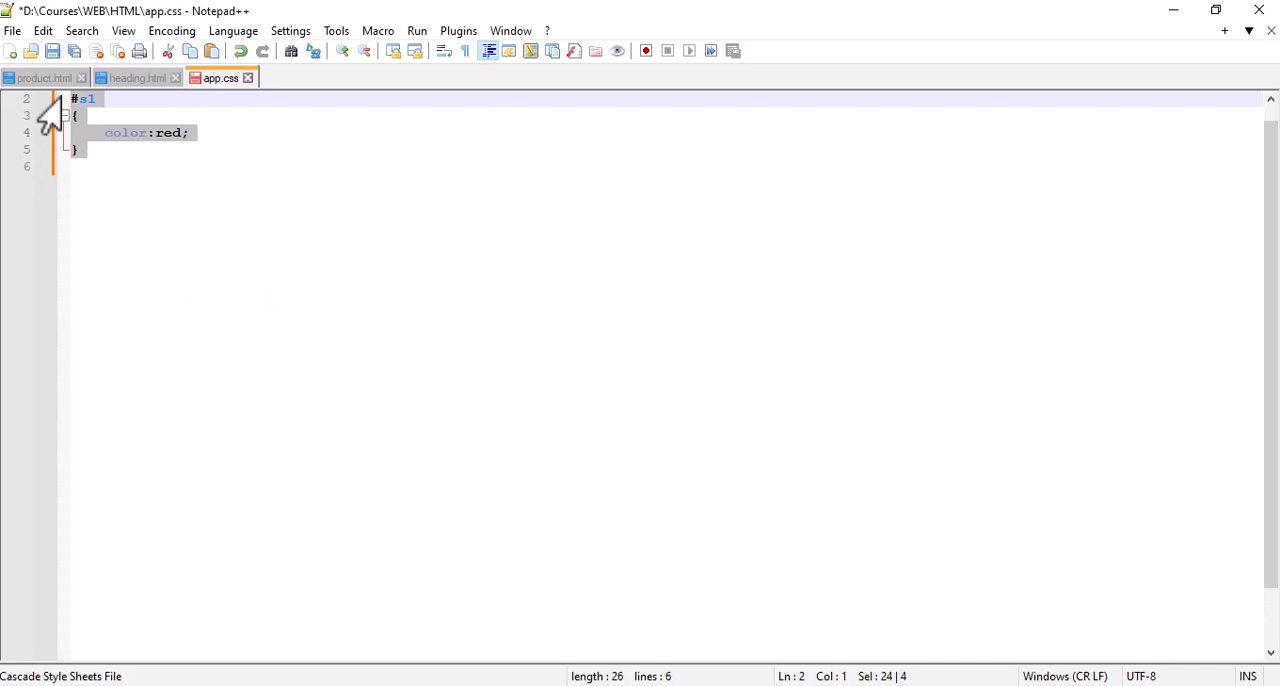 *D:\Courses\WEB\HTML\app.css - Notepad++
File Edit Search View Encoding Language Settings Tools Macro Run Plugins Window ?
product.html heading.html app.css
2 #s1
3 {
4 color:red;
5 }
6
Cascade Style Sheets File length : 26 lines : 6 Ln : 2 Col : 1 Sel : 24 | 4 Windows (CR LF) UTF-8 INS